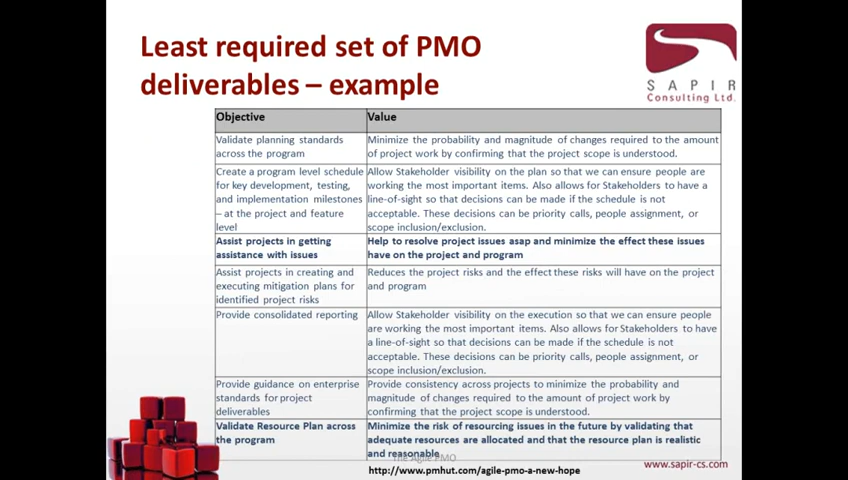 Least required set of PMO
deliverables – example
SAPIR
Consulting Ltd.
Objective
Value
Validate planning standards
across the program
Minimize the probability and magnitude of changes required to the amount
of project work by confirming that the project scope is understood.
Create a program level schedule
for key development, testing,
and implementation milestones
– at the project and feature
level
Allow Stakeholder visibility on the plan so that we can ensure people are
working the most important items. Also allows for Stakeholders to have a
line-of-sight so that decisions can be made if the schedule is not
acceptable. These decisions can be priority calls, people assignment, or
scope inclusion/exclusion.
Assist projects in getting
assistance with issues
Help to resolve project issues asap and minimize the effect these issues
have on the project and program
Assist projects in creating and
executing mitigation plans for
identified project risks
Reduces the project risks and the effect these risks will have on the project
and program
Provide consolidated reporting
Allow Stakeholder visibility on the execution so that we can ensure people
are working the most important items. Also allows for Stakeholders to have
a line-of-sight so that decisions can be made if the schedule is not
acceptable. These decisions can be priority calls, people assignment, or
scope inclusion/exclusion.
Provide guidance on enterprise
standards for project
deliverables
Provide consistency across projects to minimize the probability and
magnitude of changes required to the amount of project work by
confirming that the project scope is understood.
Validate Resource Plan across
the program
Minimize the risk of resourcing issues in the future by validating that
adequate resources are allocated and that the resource plan is realistic
and reasonable
The Agile PMO
http://www.pmhut.com/agile-pmo-a-new-hope
www.sapir-cs.com